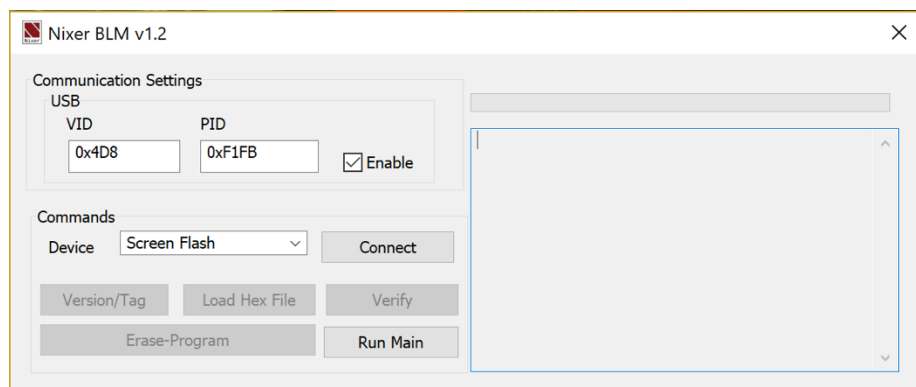 Nixer BLM v1.2
Communication Settings
USB
VID PID
0x4D8 0xF1FB Enable
Commands
Device Screen Flash Connect
Version/Tag Load Hex File Verify
Erase-Program Run Main